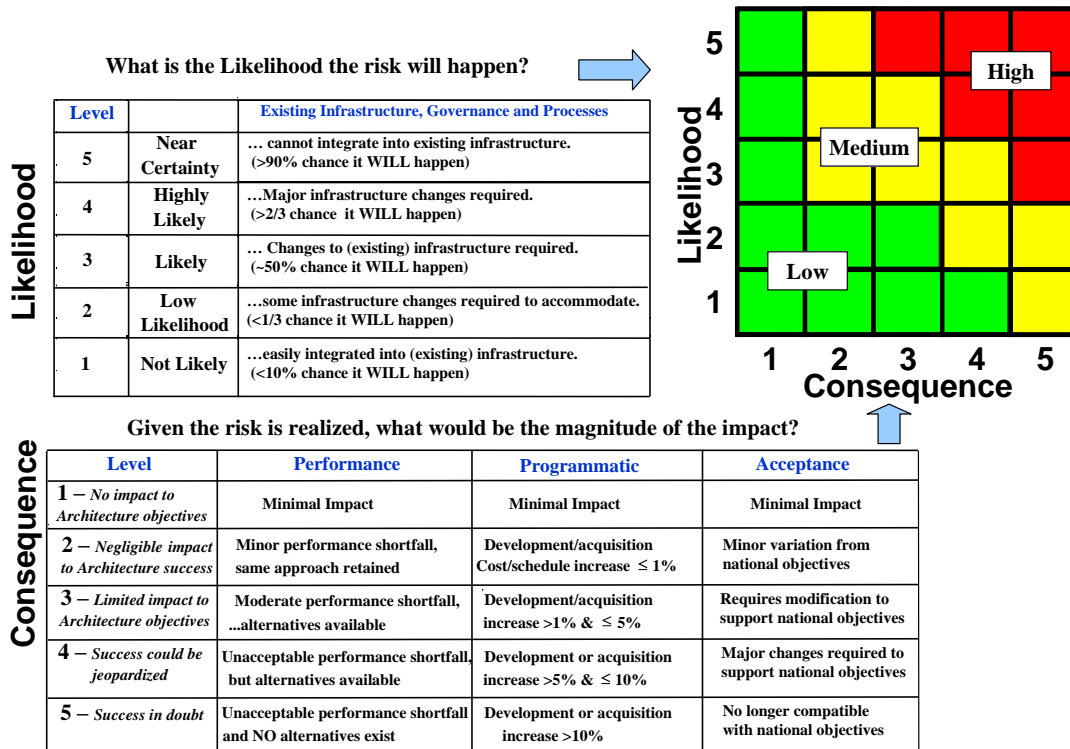 What is the Likelihood the risk will happen?
Likelihood
Level
Existing Infrastructure, Governance and Processes
5
Near
Certainty
… cannot integrate into existing infrastructure.
(>90% chance it WILL happen)
4
Highly
Likely
…Major infrastructure changes required.
(>2/3 chance it WILL happen)
3
Likely
… Changes to (existing) infrastructure required.
(~50% chance it WILL happen)
2
Low
Likelihood
…some infrastructure changes required to accommodate.
(<1/3 chance it WILL happen)
1
Not Likely
…easily integrated into (existing) infrastructure.
(<10% chance it WILL happen)
Likelihood
5
4
3
2
1
High
Medium
Low
1 2 3 4 5
Consequence
Given the risk is realized, what would be the magnitude of the impact?
Consequence
Level
Performance
Programmatic
Acceptance
1 – No impact to
Architecture objectives
Minimal Impact
Minimal Impact
Minimal Impact
2 – Negligible impact
to Architecture success
Minor performance shortfall,
same approach retained
Development/acquisition
Cost/schedule increase ≤ 1%
Minor variation from
national objectives
3 – Limited impact to
Architecture objectives
Moderate performance shortfall,
...alternatives available
Development/acquisition
increase >1% & ≤ 5%
Requires modification to
support national objectives
4 – Success could be
jeopardized
Unacceptable performance shortfall,
but alternatives available
Development or acquisition
increase >5% & ≤ 10%
Major changes required to
support national objectives
5 – Success in doubt
Unacceptable performance shortfall
and NO alternatives exist
Development or acquisition
increase >10%
No longer compatible
with national objectives